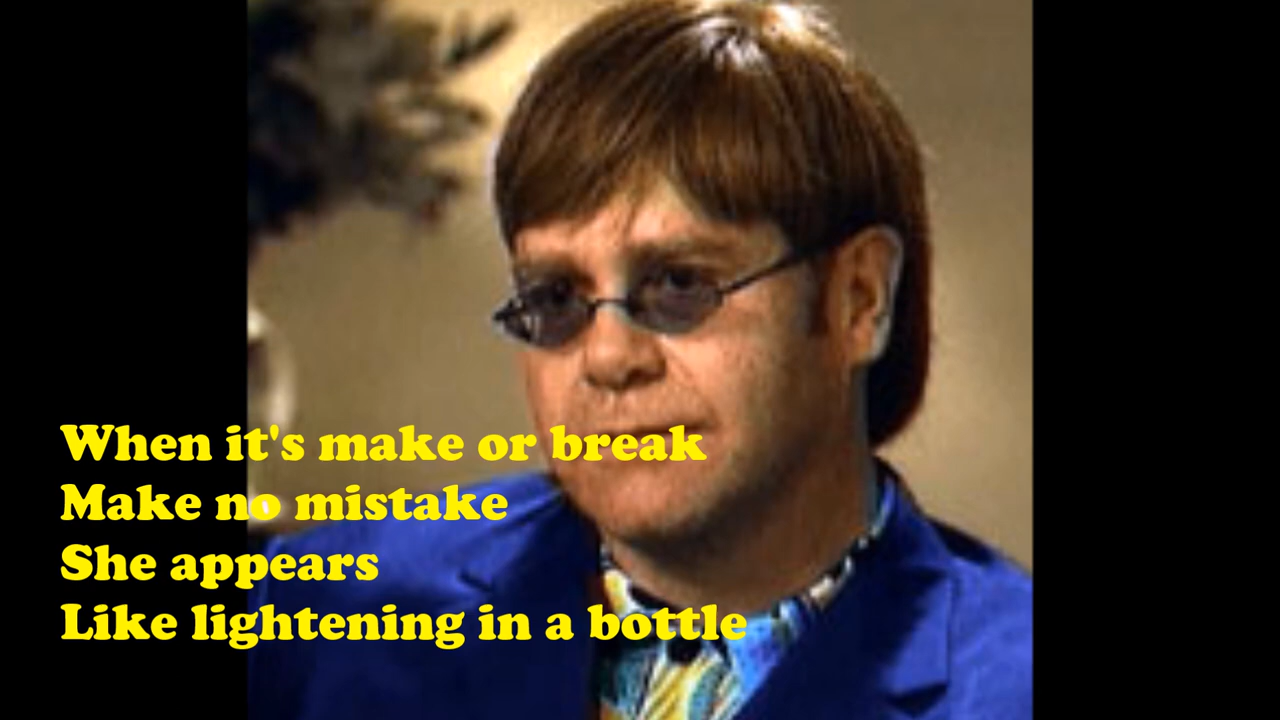 When it's make or break
Make no mistake
She appears
Like lightening in a bottle